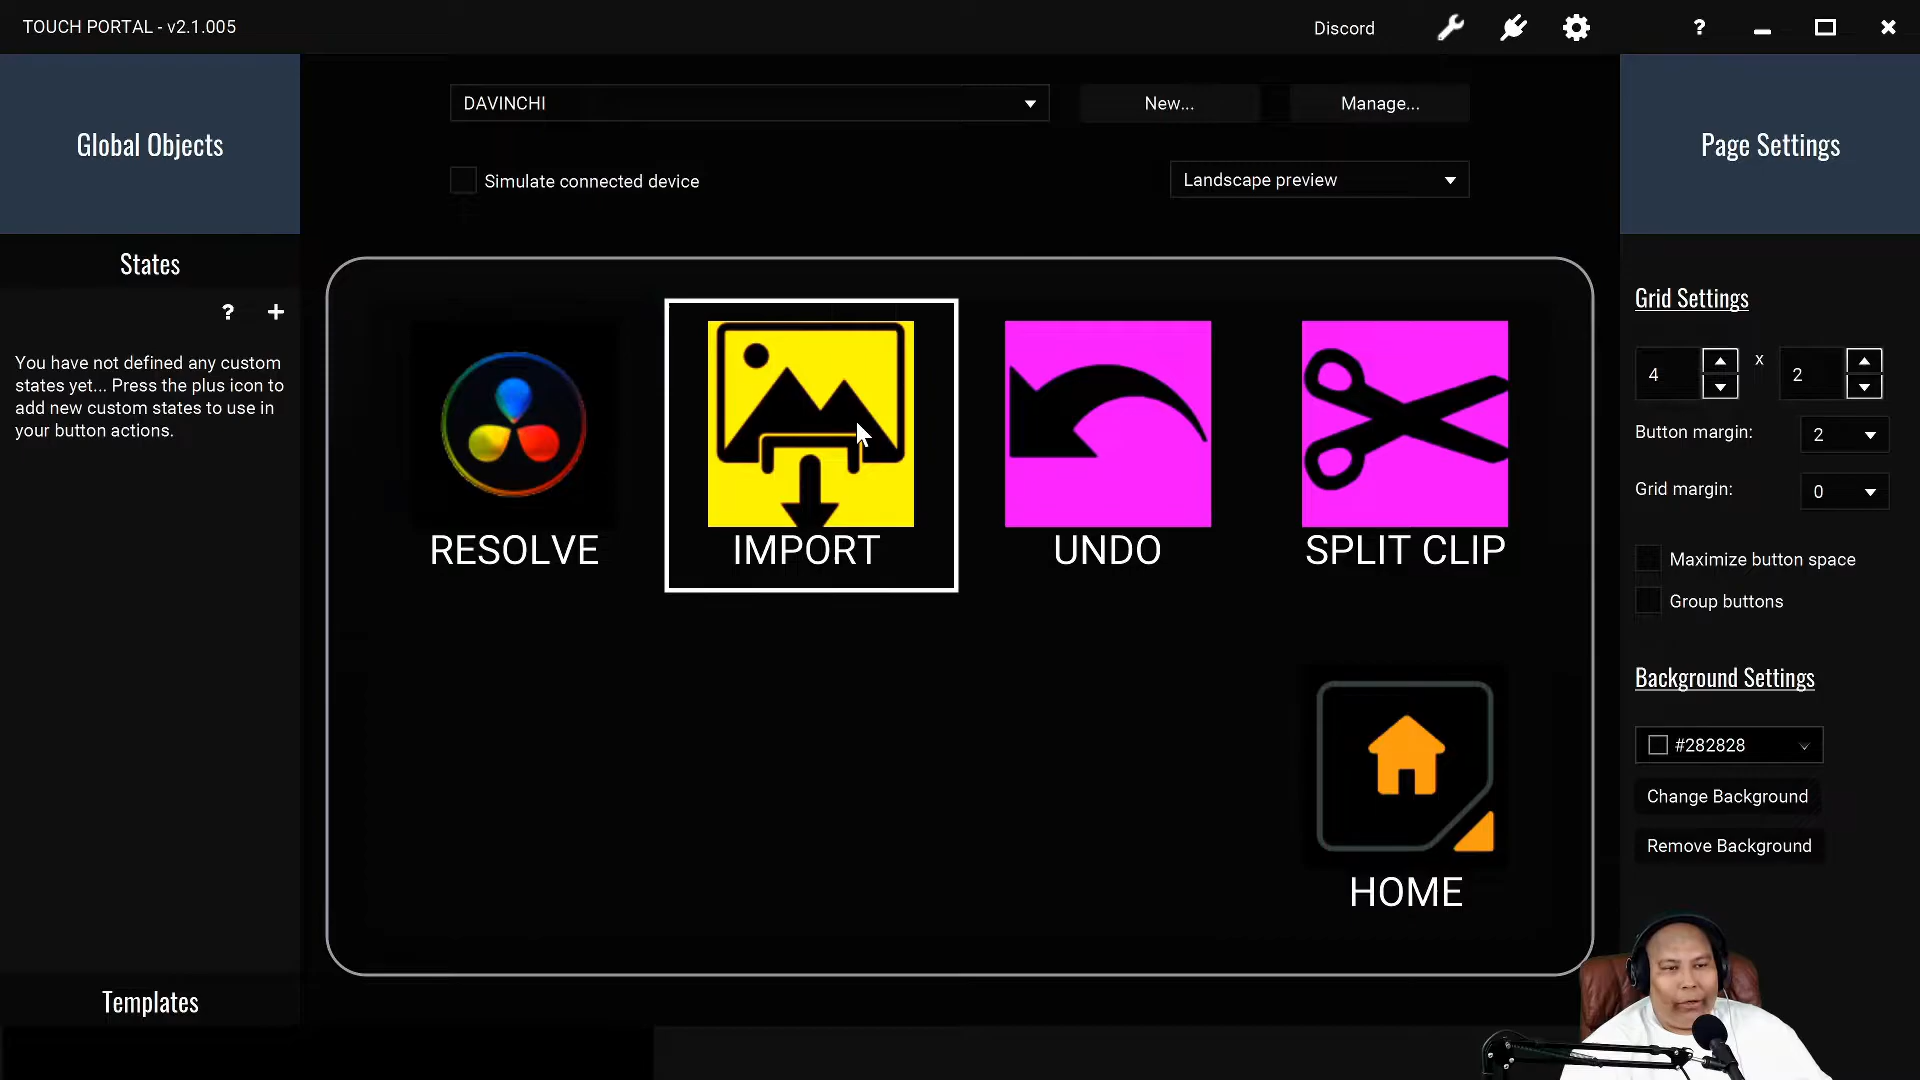 TOUCH PORTAL - v2.1.005
Discord
?
Global Objects
DAVINCHI
New...
Manage...
Page Settings
Simulate connected device
Landscape preview
States
? +
You have not defined any custom
states yet... Press the plus icon to
add new custom states to use in
your button actions.
RESOLVE
IMPORT
UNDO
SPLIT CLIP
HOME
Grid Settings
4 x 2
Button margin: 2
Grid margin: 0
Maximize button space
Group buttons
Background Settings
#282828
Change Background
Remove Background
Templates